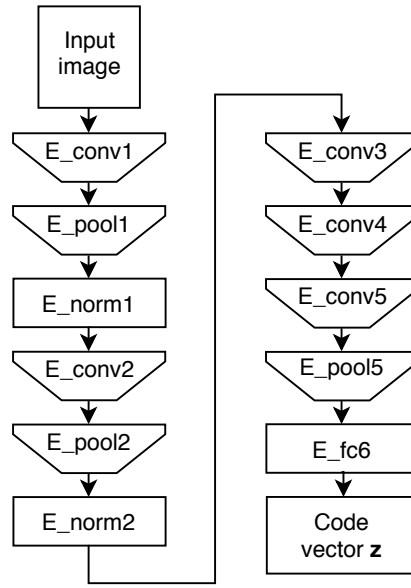 Input
image
E_conv1
E_pool1
E_norm1
E_conv2
E_pool2
E_norm2
E_conv3
E_conv4
E_conv5
E_pool5
E_fc6
Code
vector z